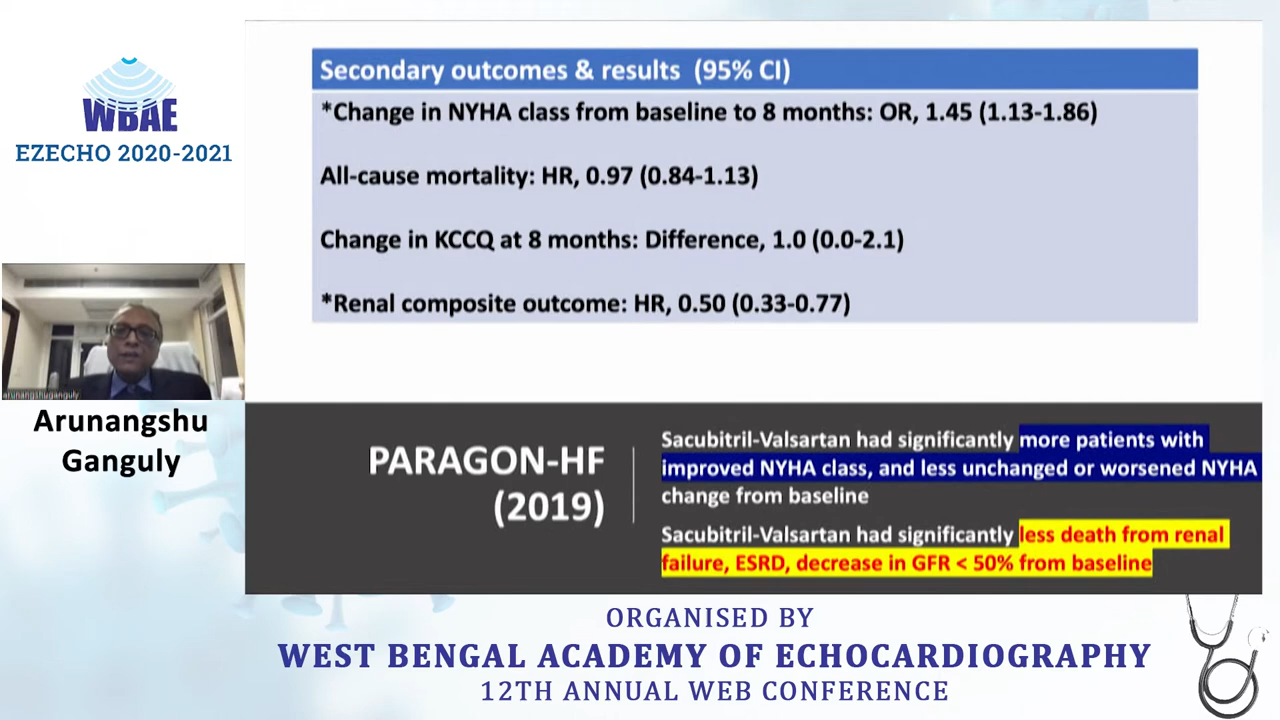 WBAE
EZECHO 2020-2021
arunangshuganguly
Arunangshu
Ganguly
Secondary outcomes & results (95% CI)
*Change in NYHA class from baseline to 8 months: OR, 1.45 (1.13-1.86)
All-cause mortality: HR, 0.97 (0.84-1.13)
Change in KCCQ at 8 months: Difference, 1.0 (0.0-2.1)
*Renal composite outcome: HR, 0.50 (0.33-0.77)
PARAGON-HF
(2019)
Sacubitril-Valsartan had significantly more patients with
improved NYHA class, and less unchanged or worsened NYHA
change from baseline
Sacubitril-Valsartan had significantly less death from renal
failure, ESRD, decrease in GFR < 50% from baseline
ORGANISED BY
WEST BENGAL ACADEMY OF ECHOCARDIOGRAPHY
12TH ANNUAL WEB CONFERENCE